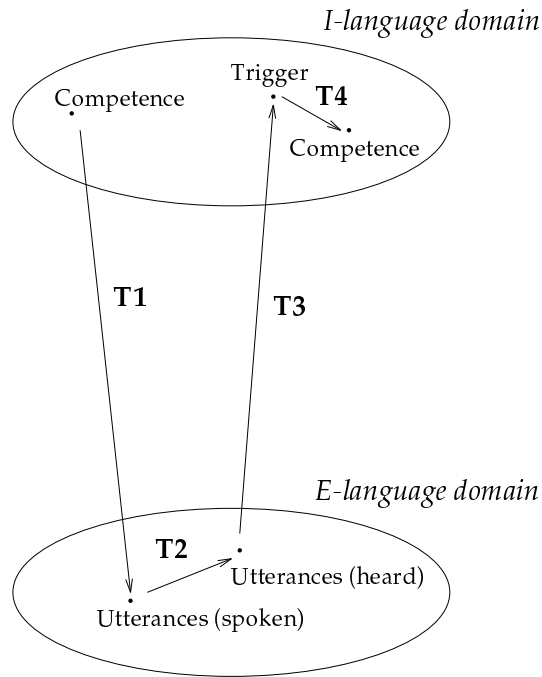 I-language domain
Trigger
T4
Competence
Competence
T1
T3
E-language domain
T2
Utterances (heard)
Utterances (spoken)